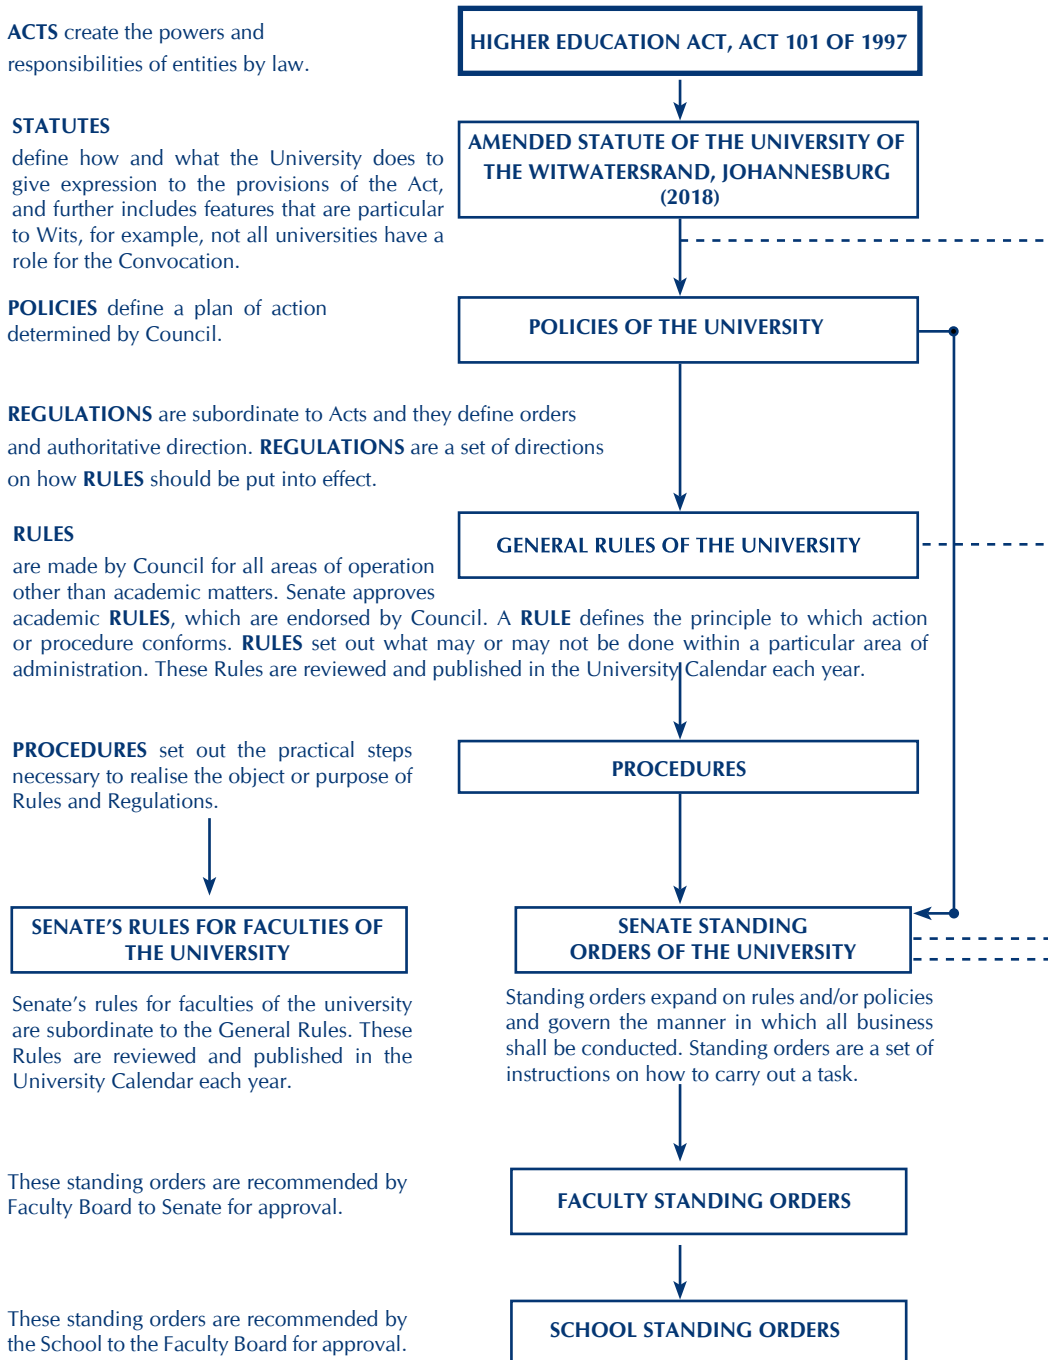 ACTS create the powers and
responsibilities of entities by law.
HIGHER EDUCATION ACT, ACT 101 OF 1997
STATUTES
define how and what the University does to
give expression to the provisions of the Act,
and further includes features that are particular
to Wits, for example, not all universities have a
role for the Convocation.
AMENDED STATUTE OF THE UNIVERSITY OF
THE WITWATERSRAND, JOHANNESBURG
(2018)
POLICIES define a plan of action
determined by Council.
POLICIES OF THE UNIVERSITY
REGULATIONS are subordinate to Acts and they define orders
and authoritative direction. REGULATIONS are a set of directions
on how RULES should be put into effect.
GENERAL RULES OF THE UNIVERSITY
RULES
are made by Council for all areas of operation
other than academic matters. Senate approves
academic RULES, which are endorsed by Council. A RULE defines the principle to which action
or procedure conforms. RULES set out what may or may not be done within a particular area of
administration. These Rules are reviewed and published in the University Calendar each year.
PROCEDURES set out the practical steps
necessary to realise the object or purpose of
Rules and Regulations.
PROCEDURES
SENATE'S RULES FOR FACULTIES OF
THE UNIVERSITY
SENATE STANDING
ORDERS OF THE UNIVERSITY
Senate's rules for faculties of the university
are subordinate to the General Rules. These
Rules are reviewed and published in the
University Calendar each year.
Standing orders expand on rules and/or policies
and govern the manner in which all business
shall be conducted. Standing orders are a set of
instructions on how to carry out a task.
These standing orders are recommended by
Faculty Board to Senate for approval.
FACULTY STANDING ORDERS
These standing orders are recommended by
the School to the Faculty Board for approval.
SCHOOL STANDING ORDERS